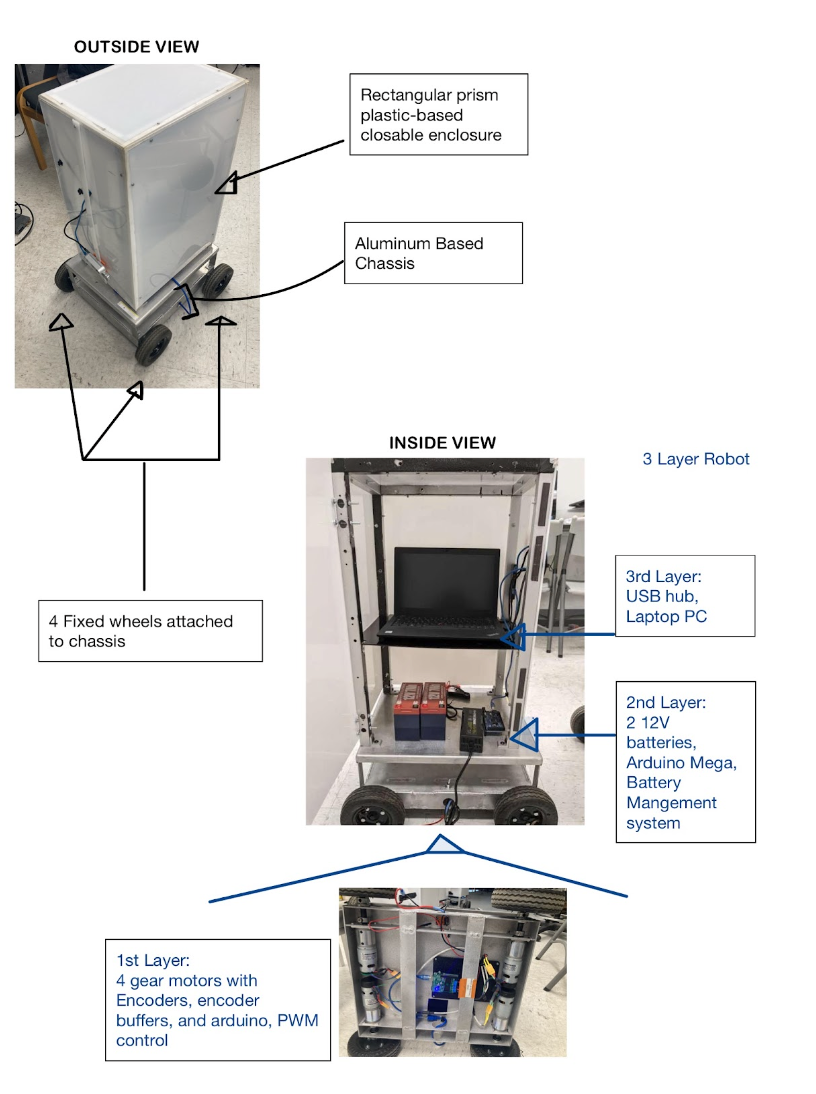 OUTSIDE VIEW
Rectangular prism
plastic-based
closable enclosure
Aluminum Based
Chassis
4 Fixed wheels attached
to chassis
INSIDE VIEW
3 Layer Robot
3rd Layer:
USB hub,
Laptop PC
2nd Layer:
2 12V
batteries,
Arduino Mega,
Battery
Mangement
system
1st Layer:
4 gear motors with
Encoders, encoder
buffers, and arduino, PWM
control